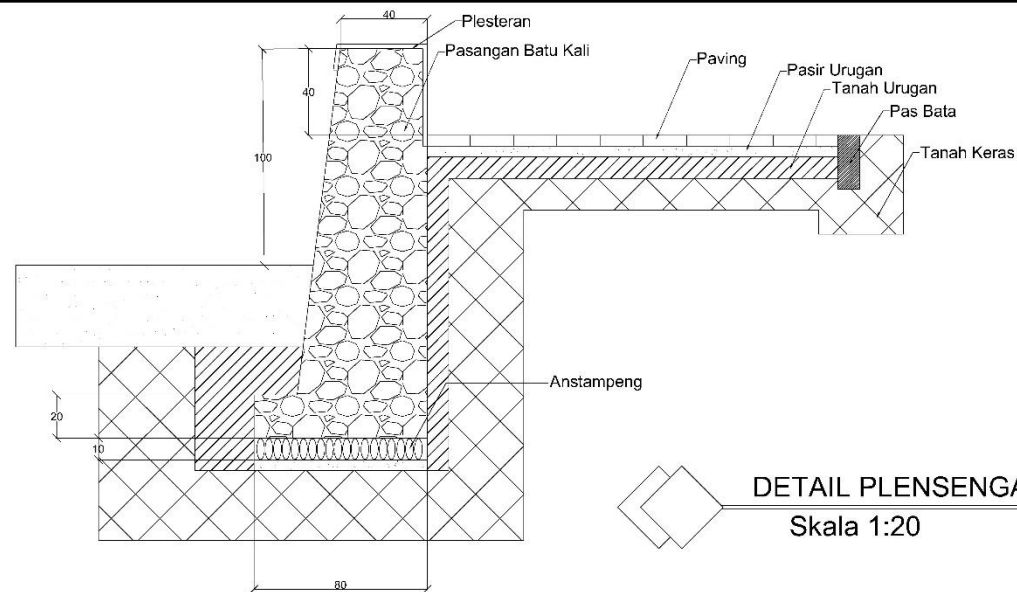 40
Plesteran
Pasangan Batu Kali
Paving
Pasir Urugan
Tanah Urugan
Pas Bata
Tanah Keras
40
100
Anstampeng
20
10
80
DETAIL PLENSENGA
Skala 1:20